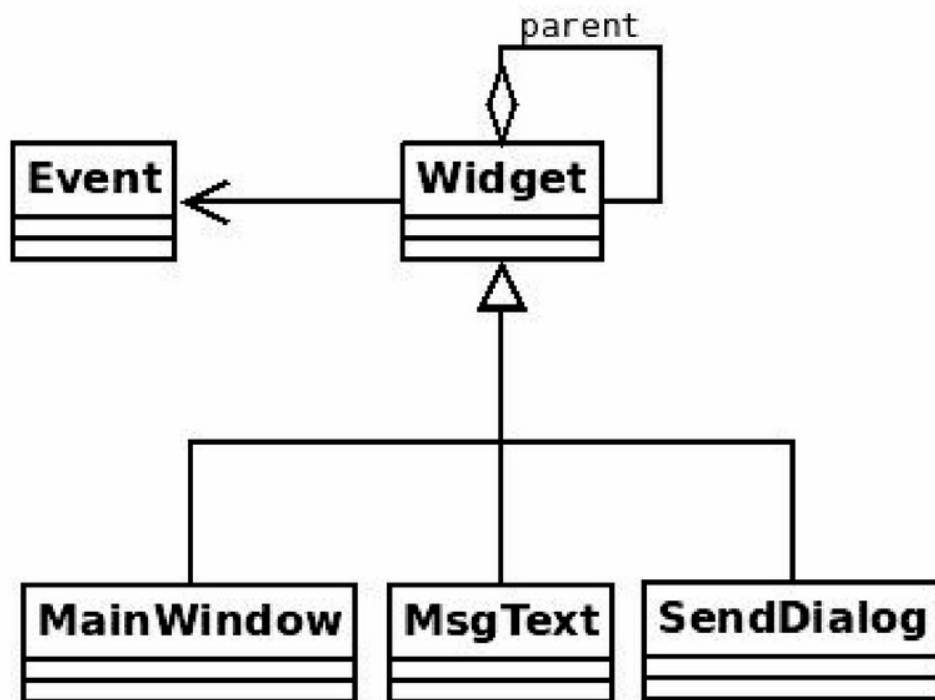 parent
Event
Widget
MainWindow
MsgText
SendDialog